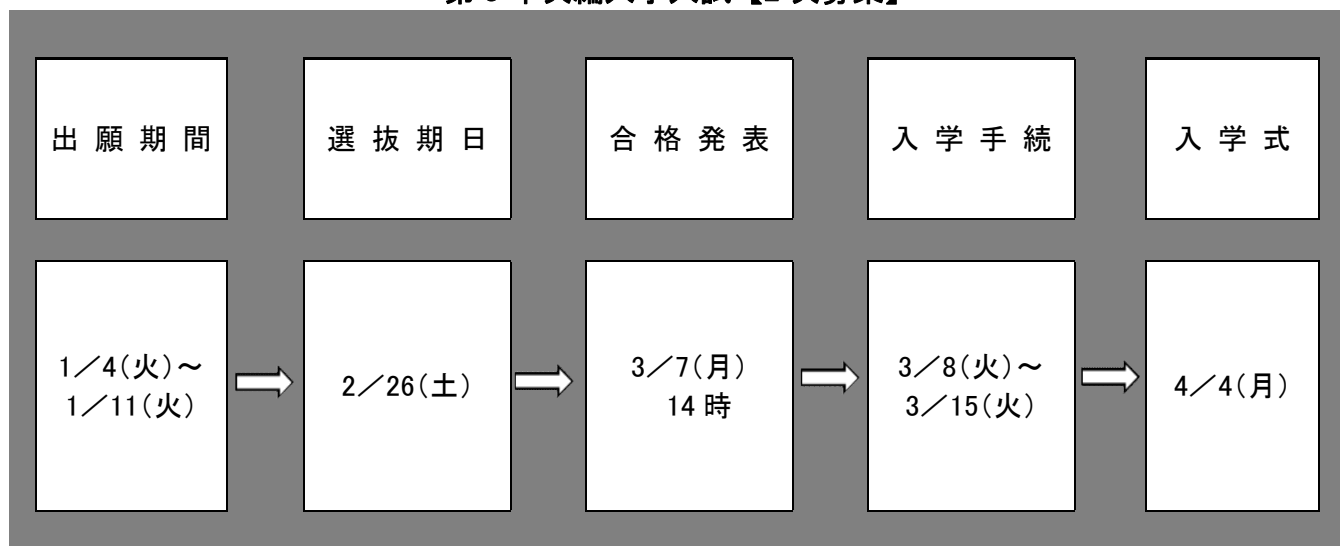 出願期間
選抜期日
合格発表
入学手続
入学式
1／4(火)～
1／11(火)
2／26(土)
3／7(月)
14時
3／8(火)～
3／15(火)
4／4(月)